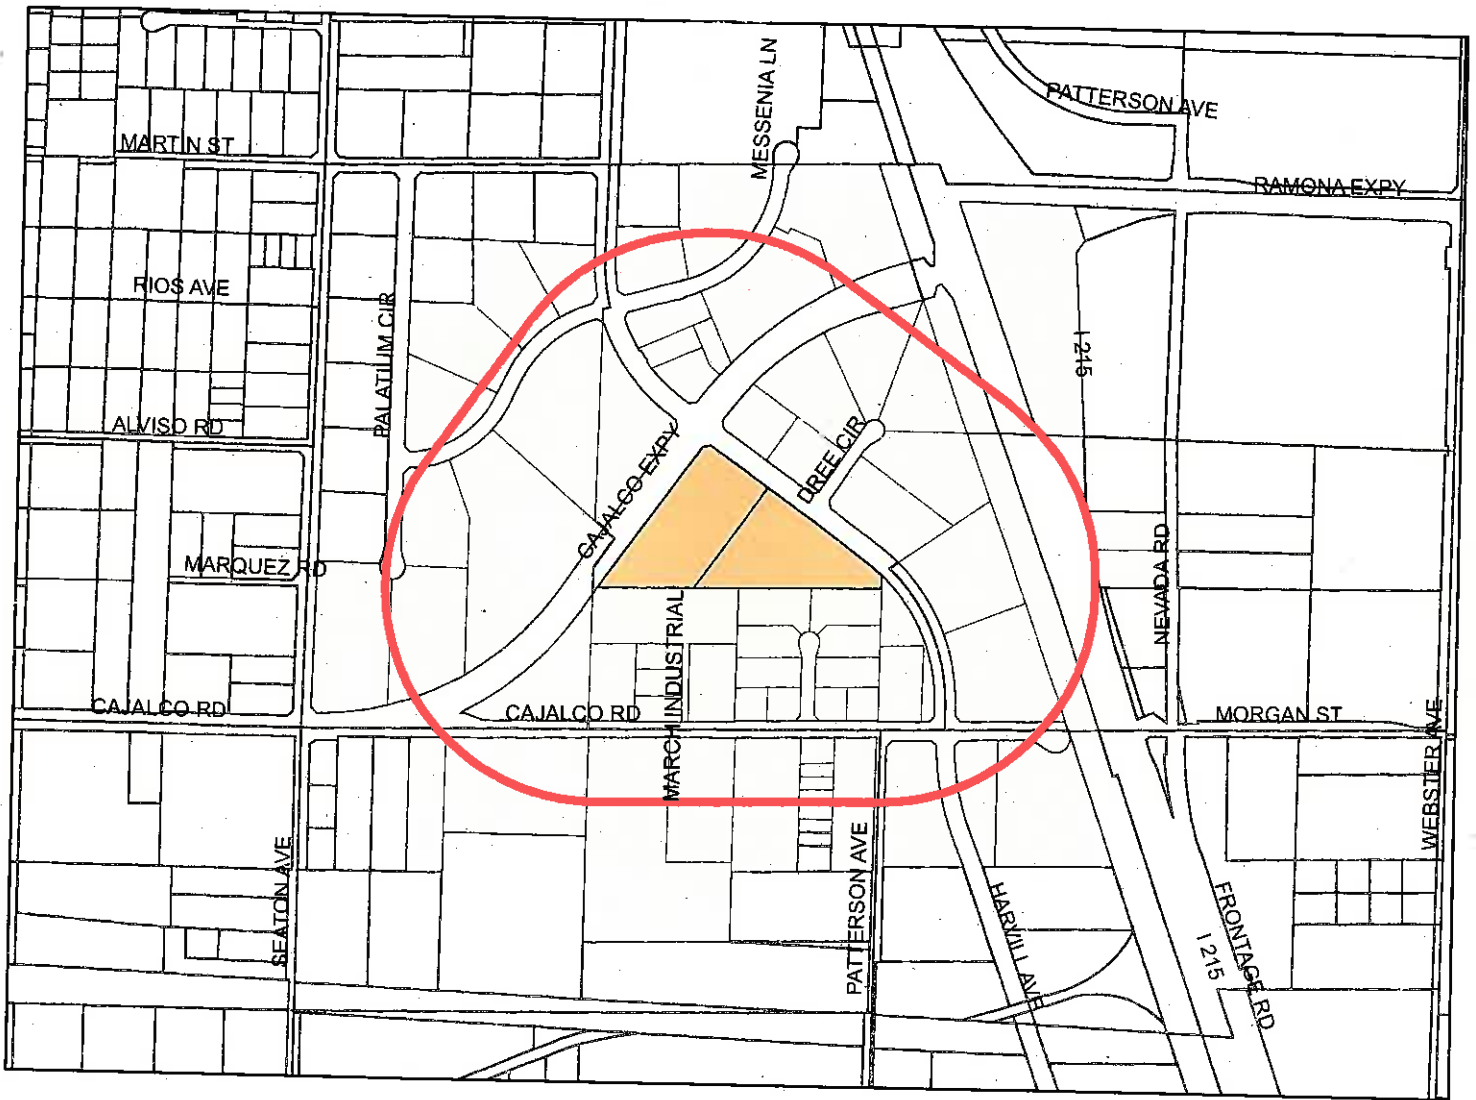 MESSENIA LN
PATTERSON AVE
MARTIN ST
RAMONA EXPY
RIOS AVE
PALATIUM CIR
I 215
ALVISO RD
CAJALCO EXPY
DREE CIR
MARQUEZ RD
NEVADA RD
MARCH INDUSTRIAL
CAJALCO RD
CAJALCO RD
MORGAN ST
WEBSTER AVE
SEATON AVE
PATTERSON AVE
HARVILL AVE
FRONTAGE RD
I 215